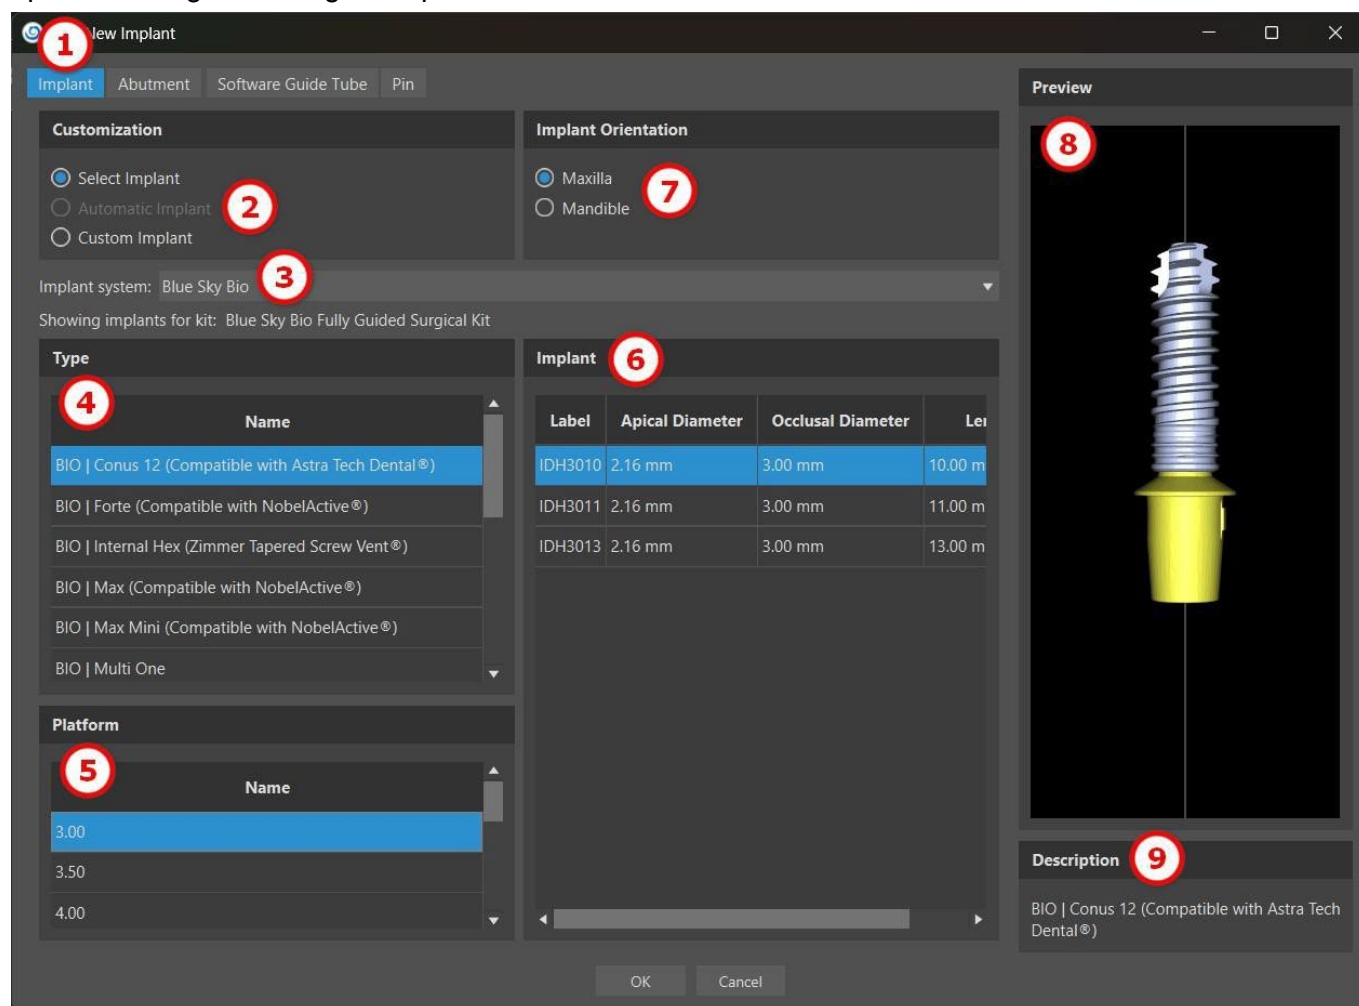 1
New Implant
Implant Abutment Software Guide Tube Pin
Customization
Select Implant
Automatic Implant
Custom Implant
2
Implant Orientation
Maxilla
Mandible
7
Implant system: Blue Sky Bio
3
Showing implants for kit: Blue Sky Bio Fully Guided Surgical Kit
Type
4
Name
BIO | Conus 12 (Compatible with Astra Tech Dental®)
BIO | Forte (Compatible with NobelActive®)
BIO | Internal Hex (Zimmer Tapered Screw Vent®)
BIO | Max (Compatible with NobelActive®)
BIO | Max Mini (Compatible with NobelActive®)
BIO | Multi One
Platform
5
Name
3.00
3.50
4.00
Implant
6
Label Apical Diameter Occlusal Diameter Le
IDH3010 2.16 mm 3.00 mm 10.00 m
IDH3011 2.16 mm 3.00 mm 11.00 m
IDH3013 2.16 mm 3.00 mm 13.00 m
Preview
8
Description
9
BIO | Conus 12 (Compatible with Astra Tech
Dental®)
OK Cancel